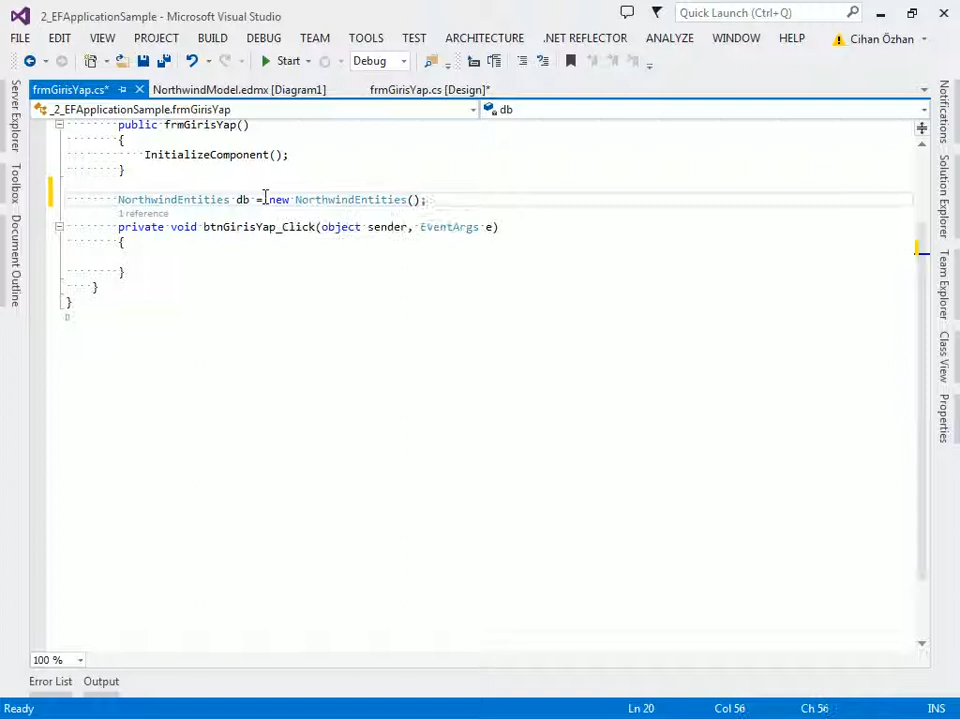 2_EFApplicationSample - Microsoft Visual Studio
Quick Launch (Ctrl+Q)
FILE EDIT VIEW PROJECT BUILD DEBUG TEAM TOOLS TEST ARCHITECTURE .NET REFLECTOR ANALYZE WINDOW HELP Cihan Özhan
Start Debug
frmGirisYap.cs* NorthwindModel.edmx [Diagram1] frmGirisYap.cs [Design]*
_2_EFApplicationSample.frmGirisYap db
public frmGirisYap()
{
InitializeComponent();
}
NorthwindEntities db = new NorthwindEntities();
1 reference
private void btnGirisYap_Click(object sender, EventArgs e)
{
}
}
}
Server Explorer
Toolbox
Document Outline
Notifications
Solution Explorer
Team Explorer
Class View
Properties
100 %
Error List Output
Ready Ln 20 Col 56 Ch 56 INS